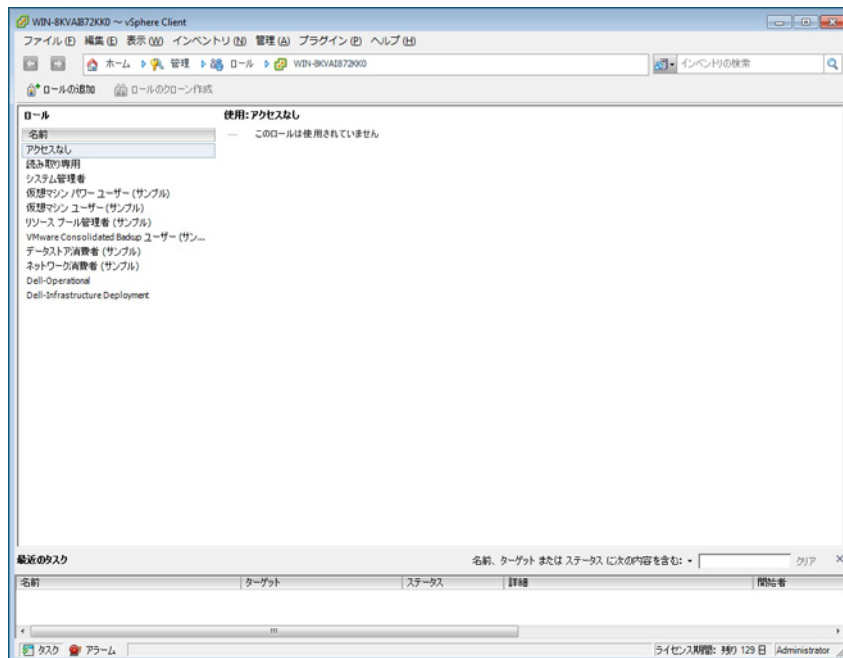 WIN-8KVAI872KK0 ～ vSphere Client
ファイル(F) 編集(E) 表示(W) インベントリ(N) 管理(A) プラグイン(P) ヘルプ(H)
ホーム 管理 ロール WIN-8KVAI872KK0 インベントリの検索
ロールの追加 ロールのクローン作成
ロール
名前
アクセスなし
読み取り専用
システム管理者
仮想マシン パワー ユーザー (サンプル)
仮想マシン ユーザー (サンプル)
リソース プール管理者 (サンプル)
VMware Consolidated Backup ユーザー (サン...
データストア消費者 (サンプル)
ネットワーク消費者 (サンプル)
Dell-Operational
Dell-Infrastructure Deployment
使用: アクセスなし
このロールは使用されていません
最近のタスク 名前、ターゲット または ステータス に次の内容を含む: クリア
名前 ターゲット ステータス 詳細 開始者
タスク アラーム ライセンス期間: 残り 129 日 Administrator